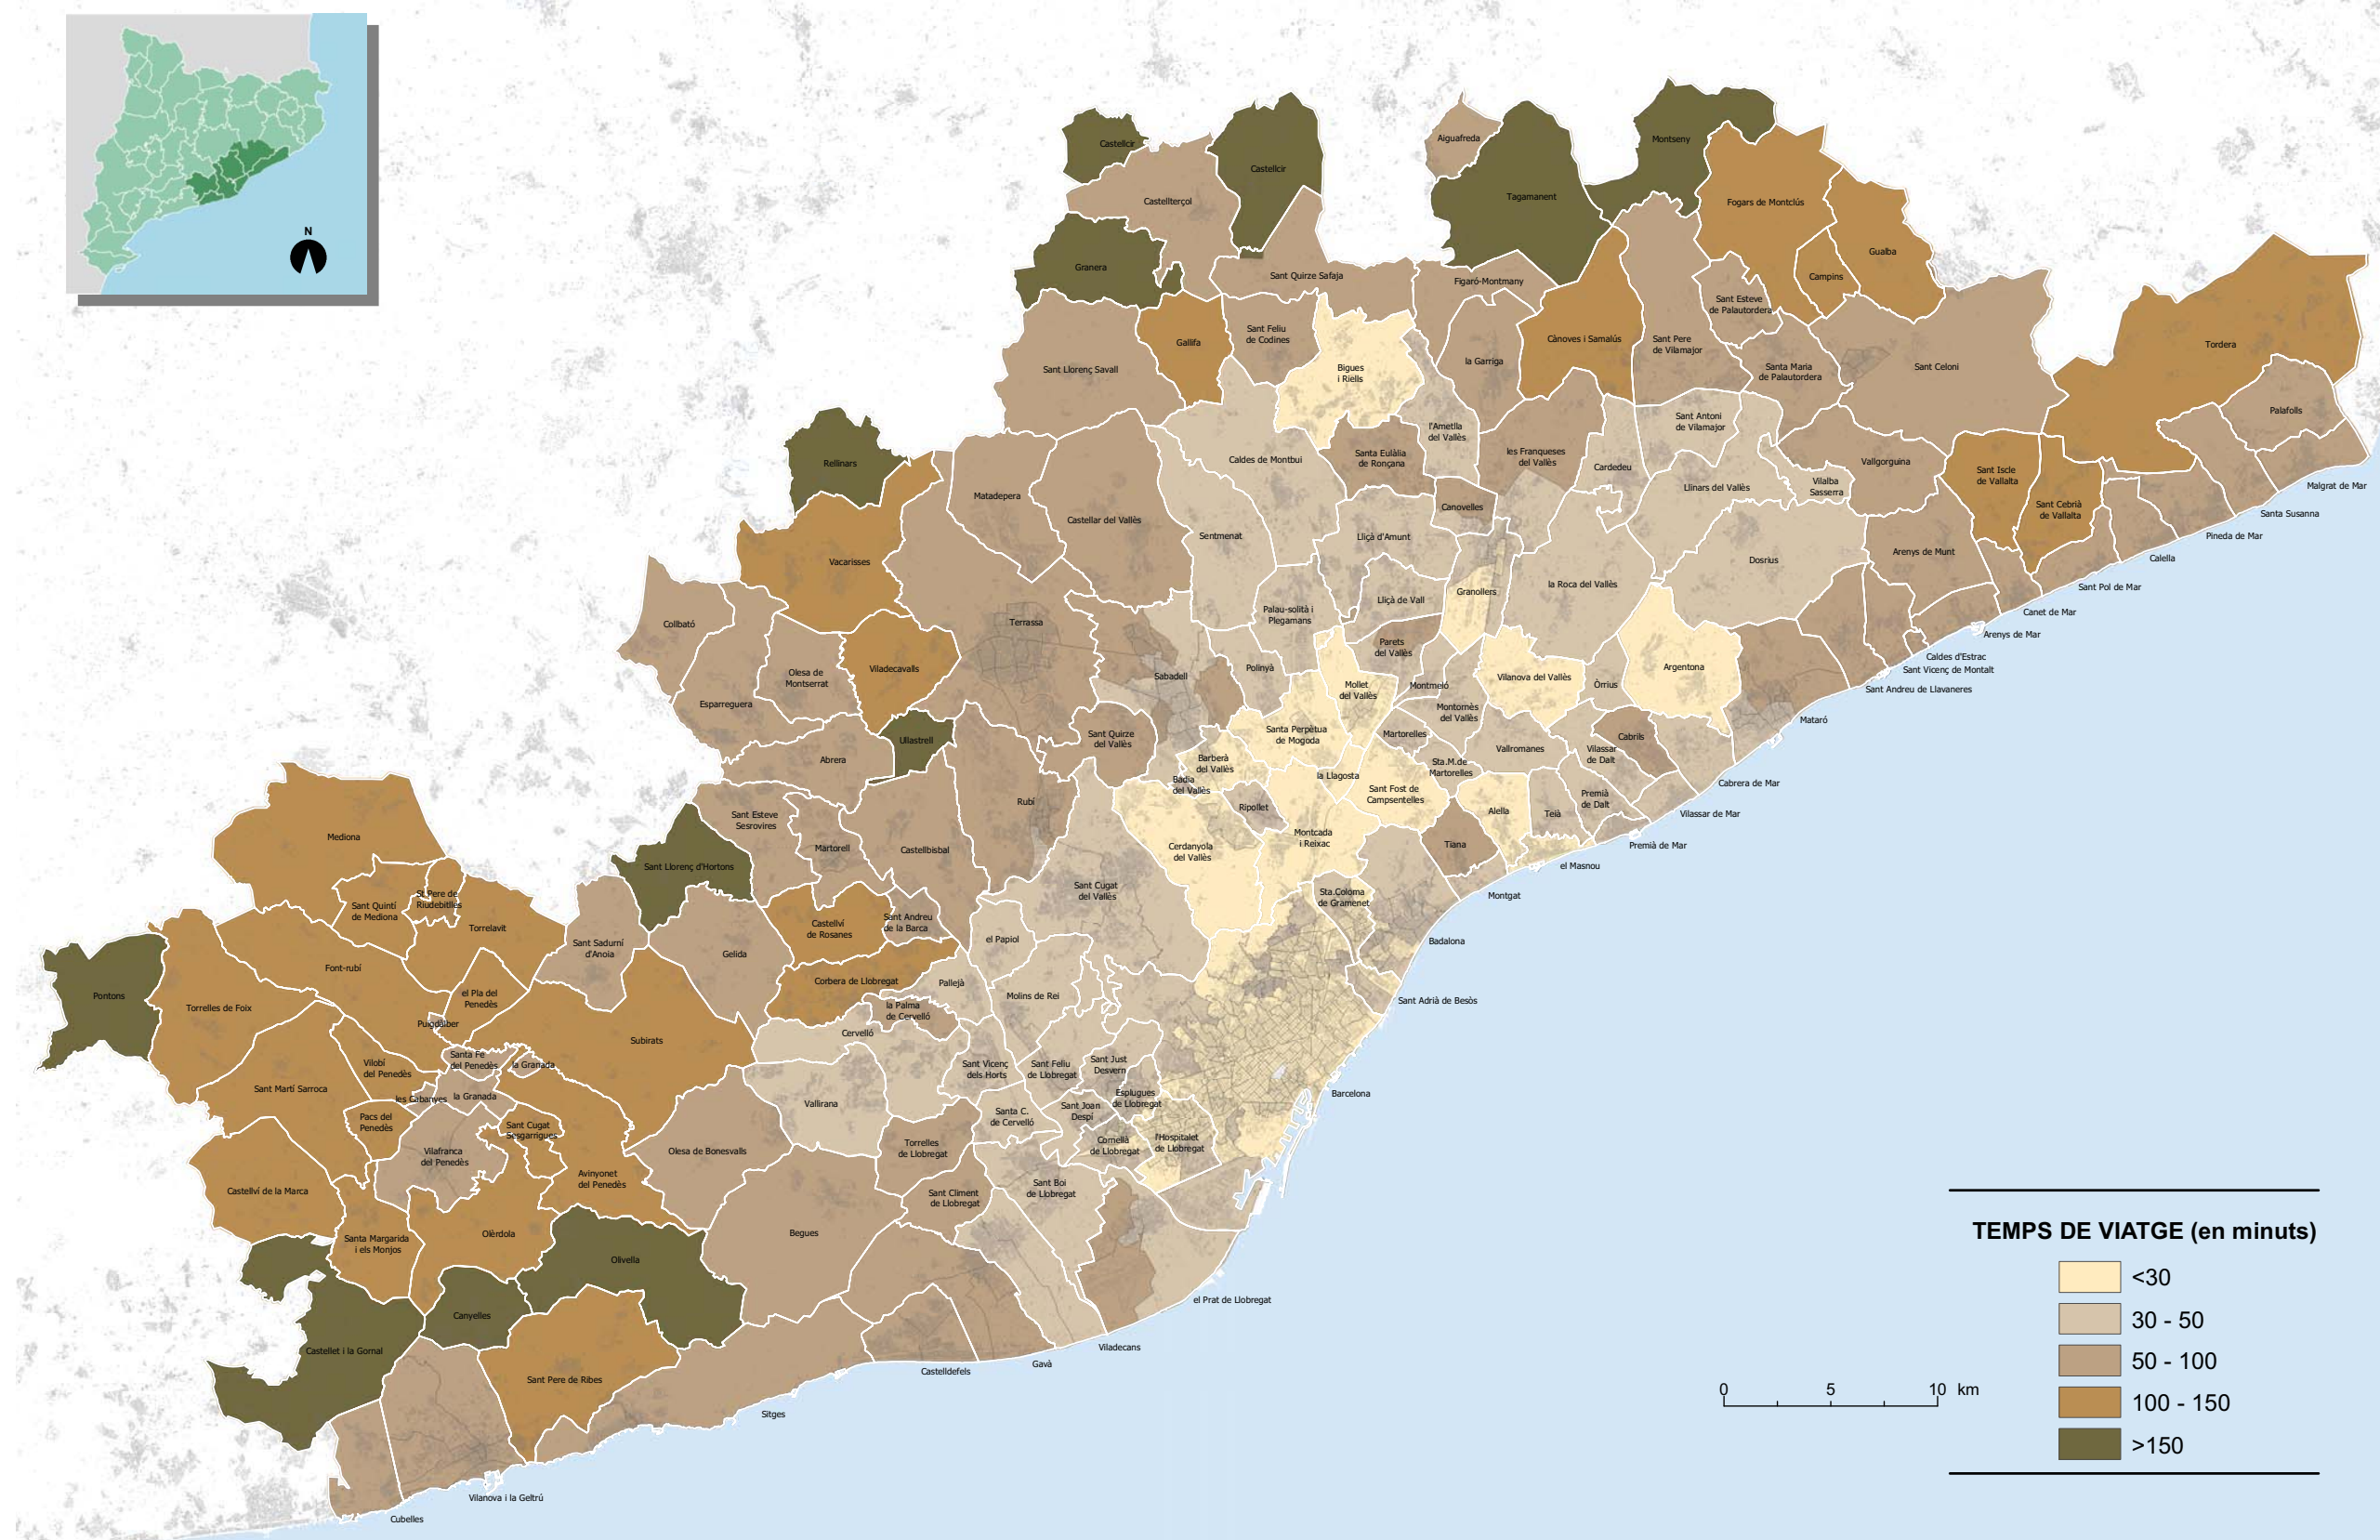 N
Castellcir
Castellcir
Aiguafreda
Montseny
Castellterçol
Tagamanent
Fogars de Montclús
Granera
Sant Quirze Safaja
Figaró-Montmany
Campins
Gualba
Sant Esteve
de Palautordera
Gallifa
Sant Feliu
de Codines
Cànoves i Samalús
Sant Pere
de Vilamajor
Tordera
Sant Llorenç Savall
Bigues
i Riells
la Garriga
Santa Maria
de Palautordera
Sant Celoni
Palafolls
l'Ametlla
del Vallès
Sant Antoni
de Vilamajor
Rellinars
Caldes de Montbui
Santa Eulàlia
de Ronçana
les Franqueses
del Vallès
Cardedeu
Vallgorguina
Sant Iscle
de Vallalta
Malgrat de Mar
Matadepera
Llinars del Vallès
Vilalba
Sasserra
Castellar del Vallès
Canovelles
Sant Cebrià
de Vallalta
Santa Susanna
Sentmenat
Lliçà d'Amunt
Pineda de Mar
Vacarisses
Dosrius
Arenys de Munt
Calella
la Roca del Vallès
Granollers
Lliçà de Vall
Sant Pol de Mar
Collbató
Terrassa
Palau-solità i
Plegamans
Canet de Mar
Arenys de Mar
Parets
del Vallès
Caldes d'Estrac
Sant Vicenç de Montalt
Sant Andreu de Llavaneres
Olesa de
Montserrat
Viladecavalls
Sabadell
Polinyà
Mollet
del Vallès
Montmeló
Vilanova del Vallès
Òrrius
Argentona
Mataró
Esparreguera
Montornès
del Vallès
Ullastrell
Sant Quirze
del Vallès
Santa Perpètua
de Mogoda
Martorelles
Vallromanes
Vilassar
de Dalt
Cabrils
Abrera
Barberà
del Vallès
Badia
del Vallès
la Llagosta
Sta.M.de
Martorelles
Cabrera de Mar
Sant Fost de
Campsentelles
Rubí
Ripollet
Alella
Teià
Premià
de Dalt
Vilassar de Mar
Sant Esteve
Sesrovires
Mediona
Martorell
Castellbisbal
Cerdanyola
del Vallès
Montcada
i Reixac
Tiana
Premià de Mar
el Masnou
Sant Llorenç d'Hortons
Sant Cugat
del Vallès
Sta.Coloma
de Gramenet
Montgat
St.Pere de
Riudebitlles
Sant Quintí
de Mediona
Torrelavit
Castellví
de Rosanes
Sant Andreu
de la Barca
el Papiol
Badalona
Sant Sadurní
d'Anoia
Gelida
Font-rubí
Corbera de Llobregat
Pallejà
Molins de Rei
Sant Adrià de Besòs
Pontons
Torrelles de Foix
el Pla del
Penedès
la Palma
de Cervelló
Puigdàlber
Cervelló
Subirats
Santa Fe
del Penedès
la Granada
Vilobí
del Penedès
Sant Vicenç
dels Horts
Sant Feliu
de Llobregat
Sant Just
Desvern
Barcelona
Sant Martí Sarroca
les Cabanyes
la Granada
Vallirana
Esplugues
de Llobregat
Pacs del
Penedès
Sant Cugat
Sesgarrigues
Santa C.
de Cervelló
Sant Joan
Despí
Vilafranca
del Penedès
Olesa de Bonesvalls
Torrelles
de Llobregat
Cornellà
de Llobregat
l'Hospitalet
de Llobregat
Castellví de la Marca
Avinyonet
del Penedès
Sant Climent
de Llobregat
Sant Boi
de Llobregat
Santa Margarida
i els Monjos
Olèrdola
Begues
Olivella
el Prat de Llobregat
Canyelles
Castellet i la Gornal
Viladecans
Gavà
Castelldefels
Sant Pere de Ribes
Sitges
Vilanova i la Geltrú
Cubelles
TEMPS DE VIATGE (en minuts)
<30
30 - 50
50 - 100
100 - 150
>150
0 5 10 km